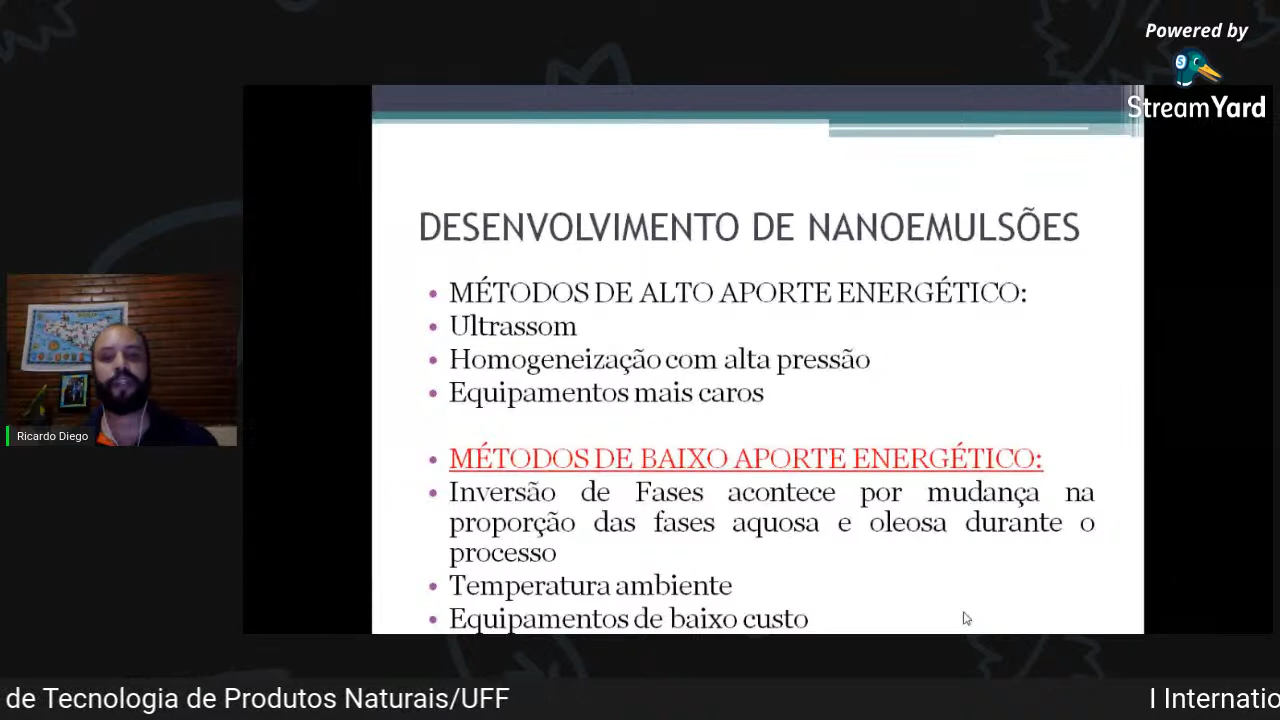 Powered by
StreamYard
DESENVOLVIMENTO DE NANOEMULSÕES
• MÉTODOS DE ALTO APORTE ENERGÉTICO:
• Ultrassom
• Homogeneização com alta pressão
• Equipamentos mais caros
• MÉTODOS DE BAIXO APORTE ENERGÉTICO:
• Inversão de Fases acontece por mudança na
proporção das fases aquosa e oleosa durante o
processo
• Temperatura ambiente
• Equipamentos de baixo custo
Ricardo Diego
de Tecnologia de Produtos Naturais/UFF
I Internatio